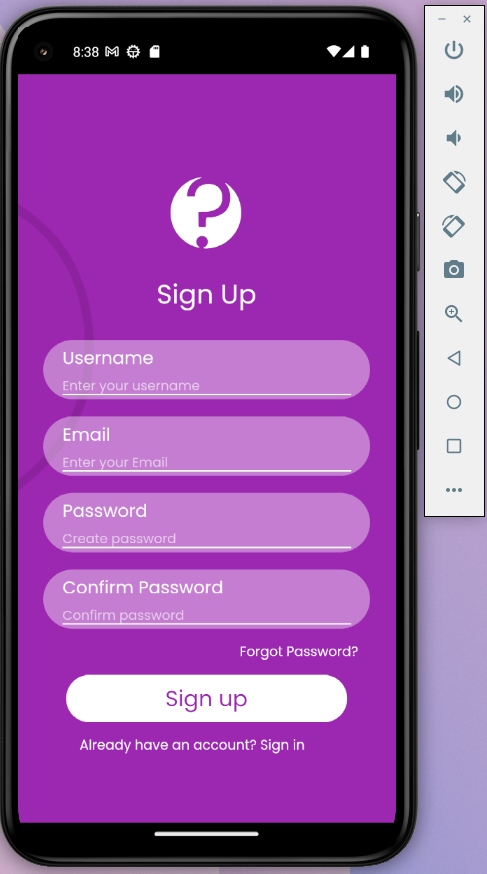 8:38
?
Sign Up
Username
Enter your username
Email
Enter your Email
Password
Create password
Confirm Password
Confirm password
Forgot Password?
Sign up
Already have an account? Sign in